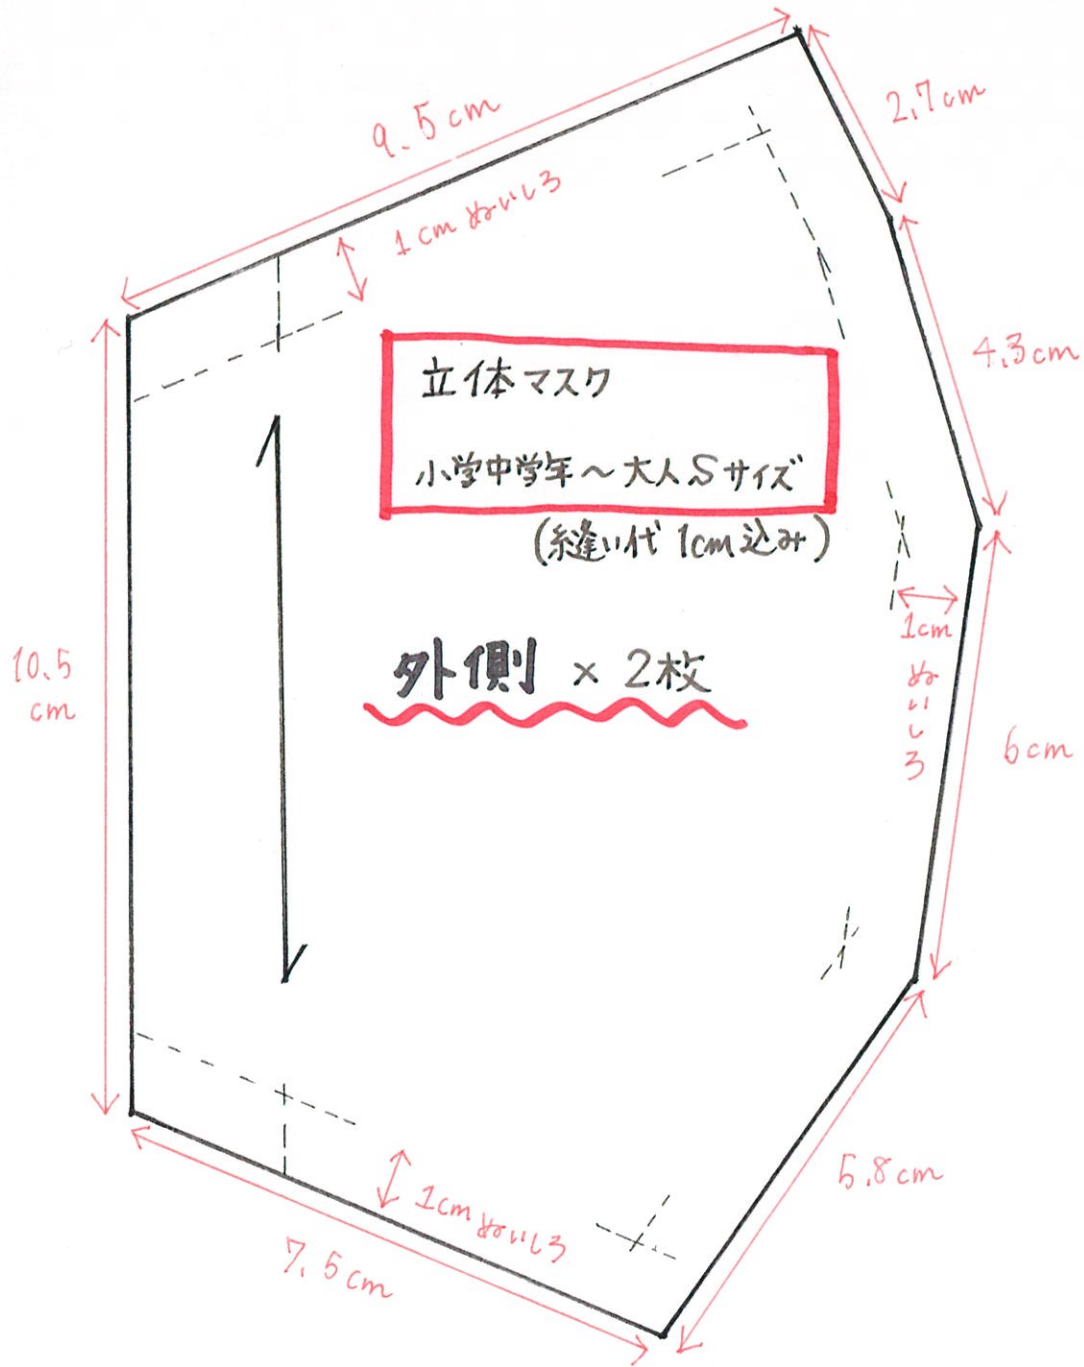 9.5cm
2.7cm
1cm ぬいしろ
4.3cm
立体マスク
小学中学年～大人Sサイズ
(縫い代 1cm込み)
1cm
ぬいしろ
10.5
cm
外側 × 2枚
6cm
5.8cm
1cm ぬいしろ
7.5cm